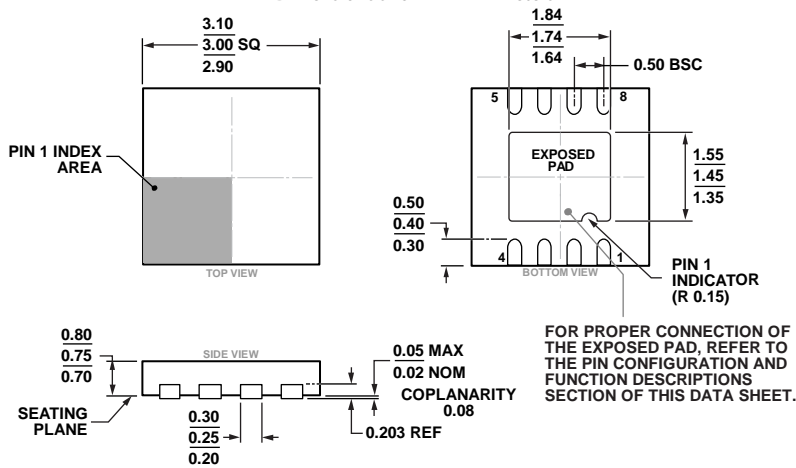 3.10
3.00 SQ
2.90
1.84
1.74
1.64
0.50 BSC
PIN 1 INDEX
AREA
TOP VIEW
5
8
EXPOSED
PAD
1.55
1.45
1.35
0.50
0.40
0.30
4
1
BOTTOM VIEW
PIN 1
INDICATOR
(R 0.15)
FOR PROPER CONNECTION OF
THE EXPOSED PAD, REFER TO
THE PIN CONFIGURATION AND
FUNCTION DESCRIPTIONS
SECTION OF THIS DATA SHEET.
0.80
0.75
0.70
SIDE VIEW
0.05 MAX
0.02 NOM
COPLANARITY
0.08
SEATING
PLANE
0.30
0.25
0.20
0.203 REF